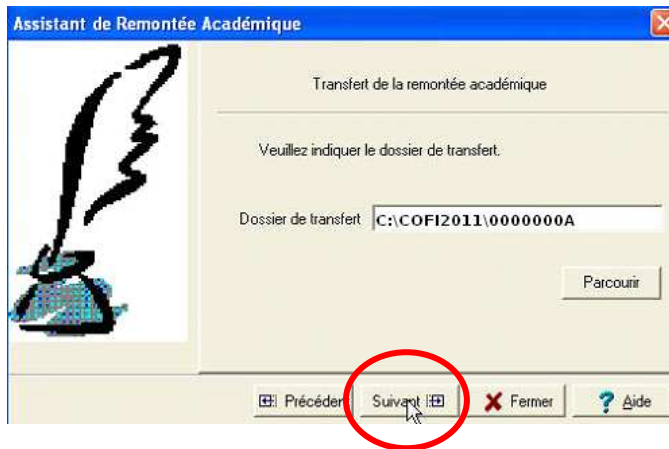 Assistant de Remontée Académique
Transfert de la remontée académique
Veuillez indiquer le dossier de transfert.
Dossier de transfert C:\COFI2011\0000000A
Parcourir
Précéden Suivant Fermer ? Aide